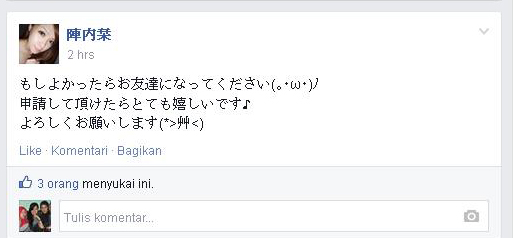 陣内栞
2 hrs
もしよかったらお友達になってください(｡･ω･)ﾉ
申請して頂けたらとても嬉しいです♪
よろしくお願いします(*>艸<)
Like · Komentari · Bagikan
3 orang menyukai ini.
Tulis komentar...